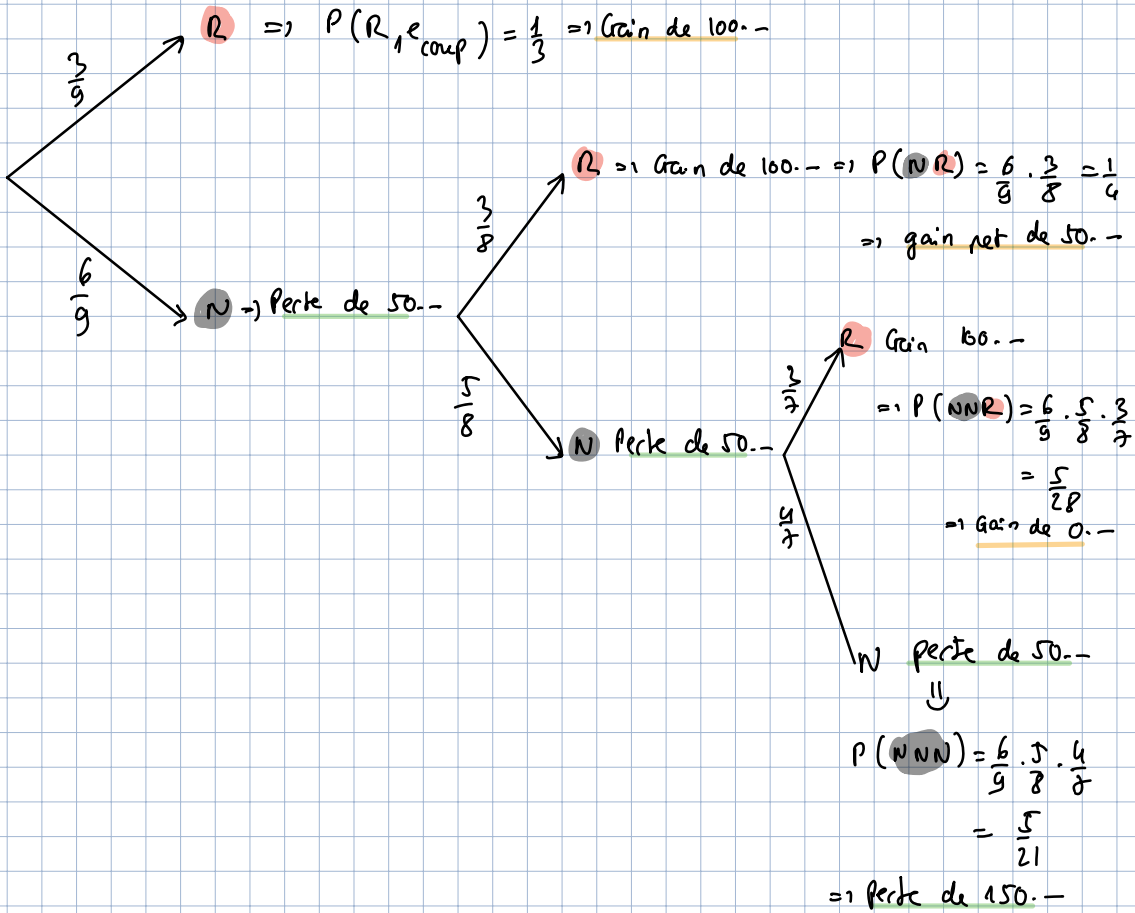 R => P(R 1e coup) = 1/3 => Gain de 100.-
3/9
R => Gain de 100.- => P(NR) = 6/9 · 3/8 = 1/4
=> gain net de 50.-
3/8
6/9
N => Perte de 50.-
R Gain 100.-
3/7
=> P(NNR) = 6/9 · 5/8 · 3/7
= 5/28
=> Gain de 0.-
5/8
N Perte de 50.-
4/7
N perte de 50.-
P(NNN) = 6/9 · 5/8 · 4/7
= 5/21
=> Perte de 150.-